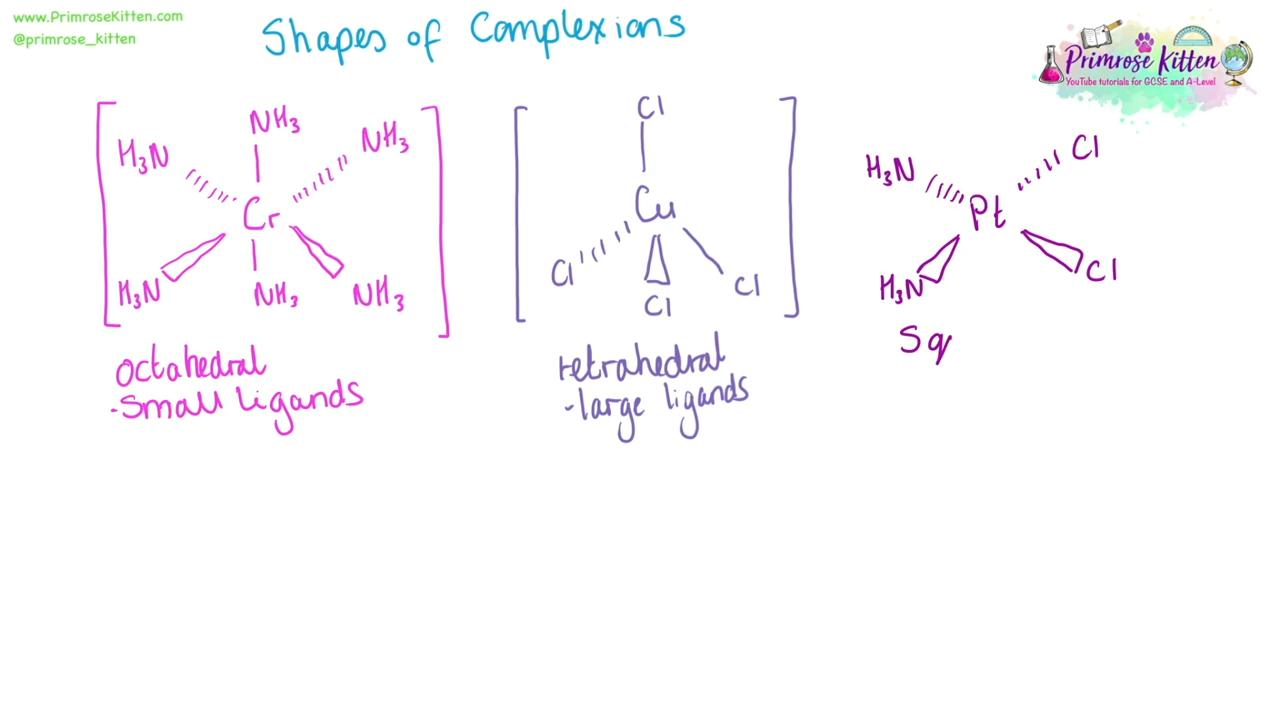 www.PrimroseKitten.com
@primrose_kitten
Shapes of Complexions
Primrose Kitten
YouTube tutorials for GCSE and A-Level
NH₃
H₃N
NH₃
Cr
H₃N
NH₃
NH₃
octahedral
-Small ligands
Cl
Cu
Cl
Cl
Cl
tetrahedral
-large ligands
H₃N
Cl
Pt
H₃N
Cl
Sq